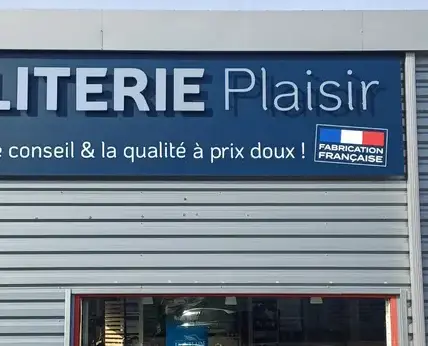 LITERIE Plaisir
conseil & la qualité à prix doux !
FABRICATION
FRANÇAISE